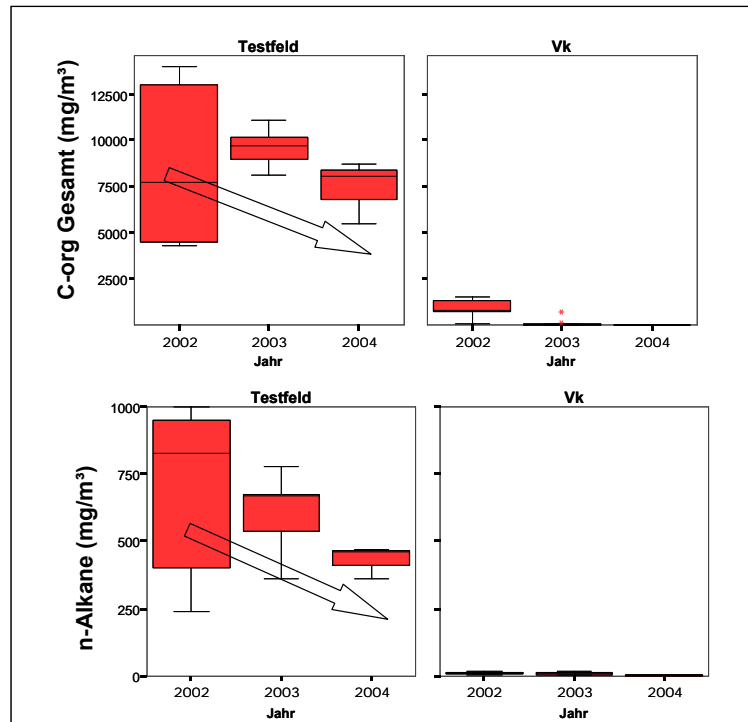 Testfeld Vk
C-org Gesamt (mg/m³)
12500
10000
7500
5000
2500
2002 2003 2004 2002 2003 2004
Jahr Jahr
Testfeld Vk
n-Alkane (mg/m³)
1000
750
500
250
0
2002 2003 2004 2002 2003 2004
Jahr Jahr